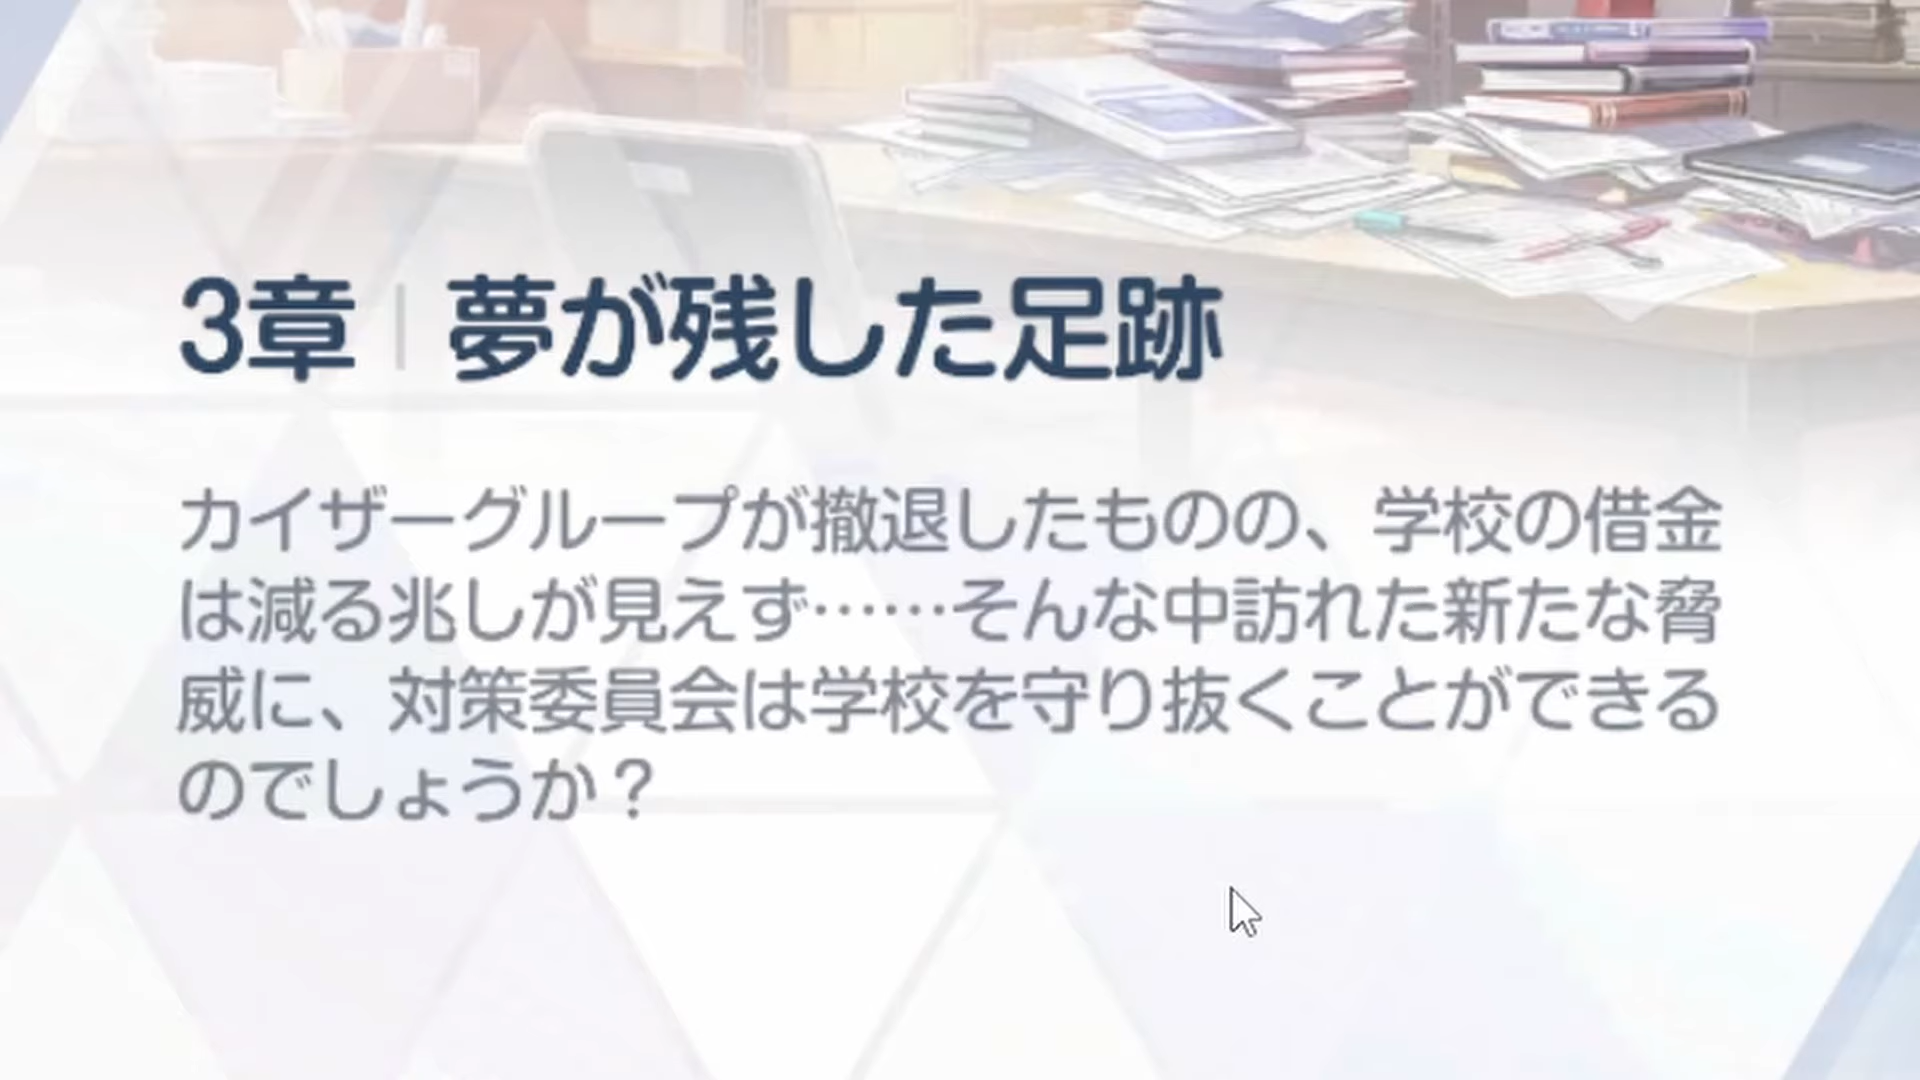 3章 | 夢が残した足跡
カイザーグループが撤退したものの、学校の借金
は減る兆しが見えず……そんな中訪れた新たな脅
威に、対策委員会は学校を守り抜くことができる
のでしょうか？